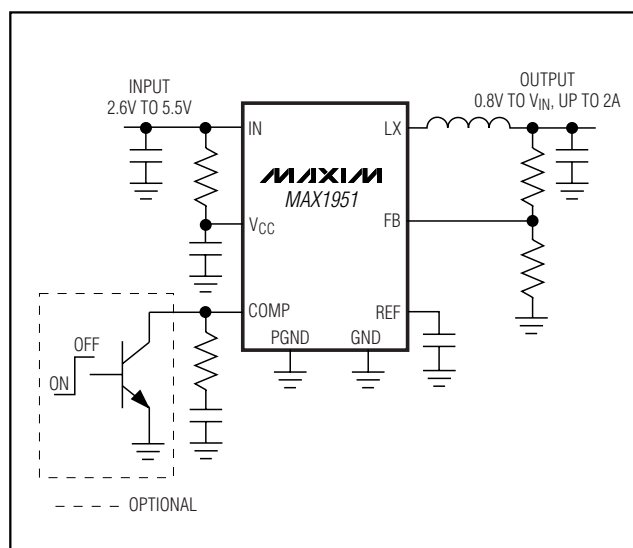 INPUT
2.6V TO 5.5V
OUTPUT
0.8V TO VIN, UP TO 2A
IN
LX
MAXIM
MAX1951
VCC
FB
COMP
REF
PGND
GND
OFF
ON
OPTIONAL